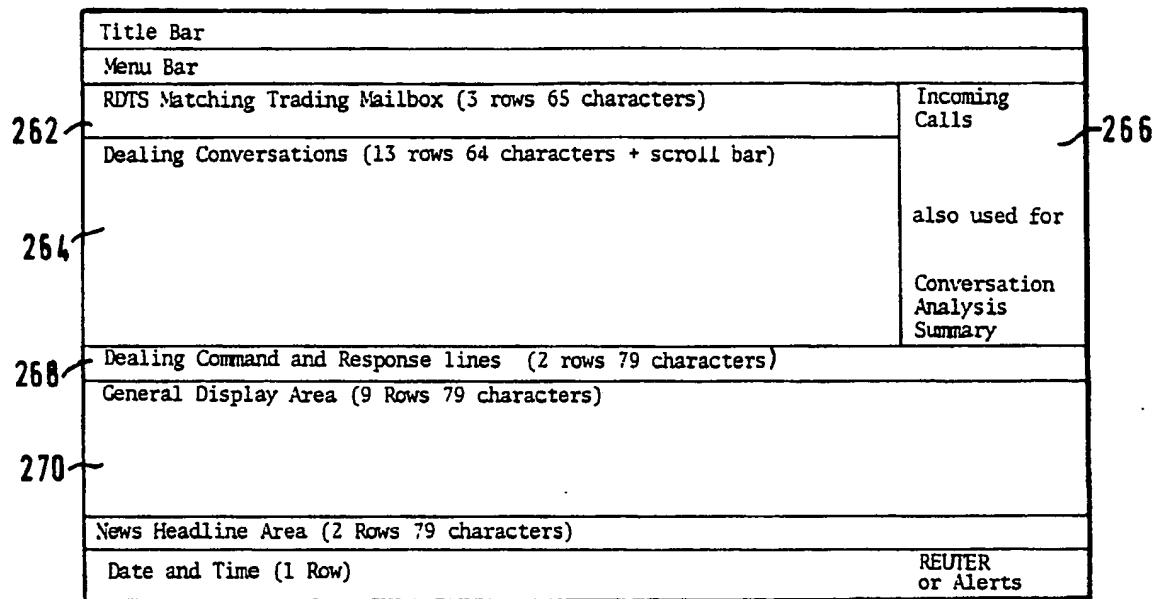 Title Bar
Menu Bar
RDTS Matching Trading Mailbox (3 rows 65 characters)
Incoming
Calls
262
266
Dealing Conversations (13 rows 64 characters + scroll bar)
also used for
264
Conversation
Analysis
Summary
Dealing Command and Response lines (2 rows 79 characters)
268
General Display Area (9 Rows 79 characters)
270
News Headline Area (2 Rows 79 characters)
Date and Time (1 Row)
REUTER
or Alerts